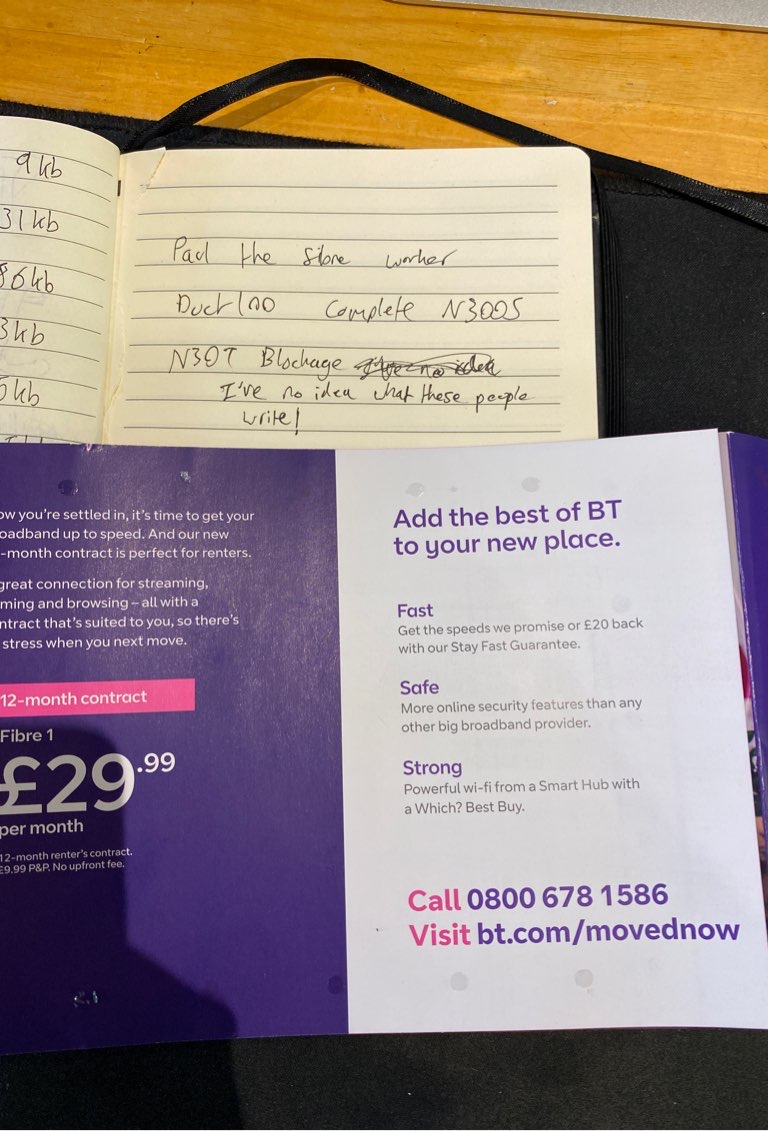 9kb
31kb
86kb
3kb
5kb
Paul the fibre worker
Duct 100 Complete N3005
N30T Blockage I've no idea
I've no idea what these people
write!
ow you're settled in, it's time to get your
oadband up to speed. And our new
-month contract is perfect for renters.
great connection for streaming,
ming and browsing – all with a
ntract that's suited to you, so there's
stress when you next move.
12-month contract
Fibre 1
£29.99
per month
12-month renter's contract.
£9.99 P&P. No upfront fee.
Add the best of BT
to your new place.
Fast
Get the speeds we promise or £20 back
with our Stay Fast Guarantee.
Safe
More online security features than any
other big broadband provider.
Strong
Powerful wi-fi from a Smart Hub with
a Which? Best Buy.
Call 0800 678 1586
Visit bt.com/movednow